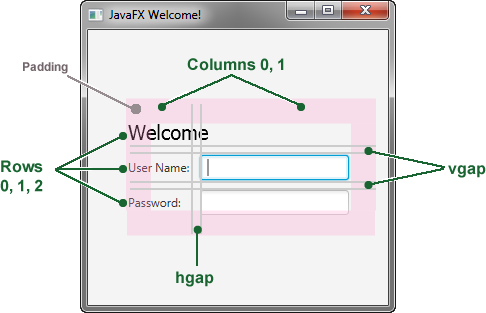 JavaFX Welcome!
Padding
Columns 0, 1
Welcome
Rows
0, 1, 2
User Name:
vgap
Password:
hgap